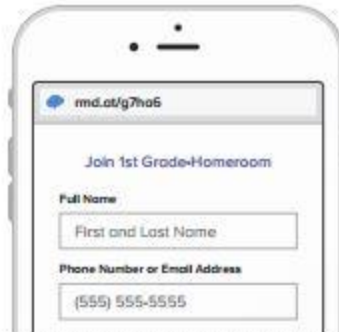 rmd.at/g7ha6
Join 1st Grade-Homeroom
Full Name
First and Last Name
Phone Number or Email Address
(555) 555-5555